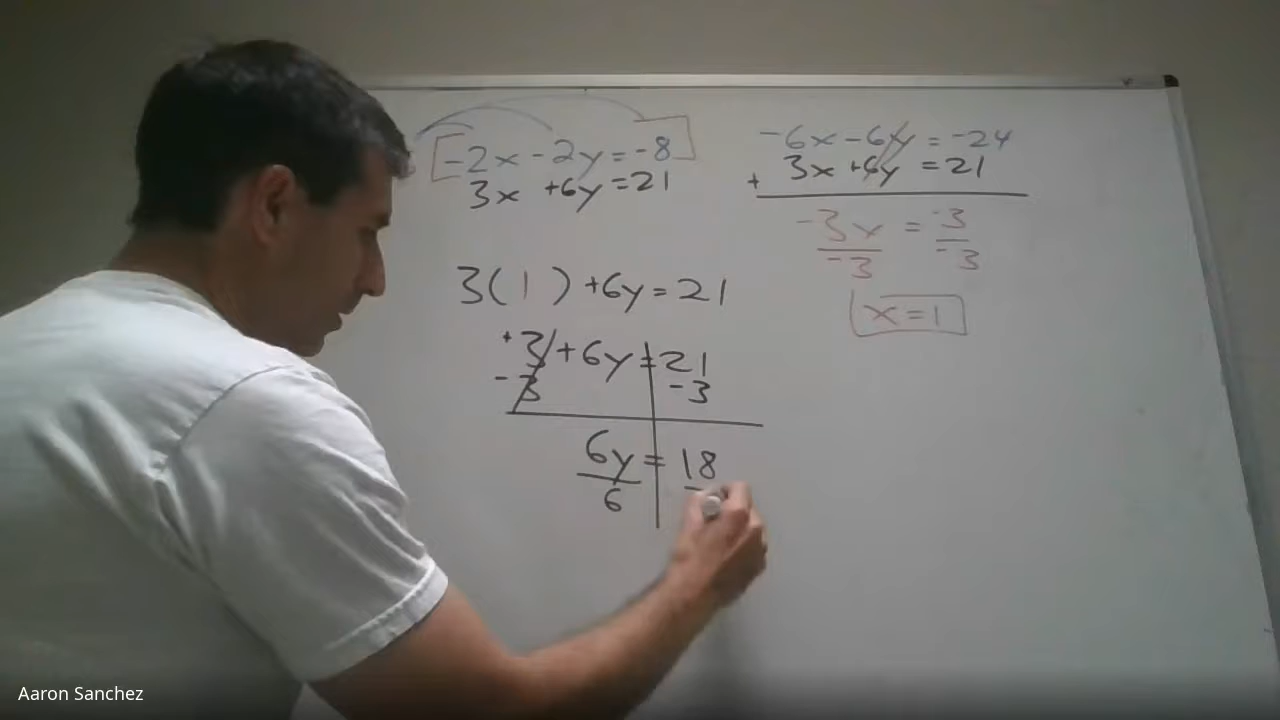 -2x-2y=-8
3x +6y=21
3(1)+6y=21
+3+6y=21
-3 -3
6y=18
6
-6x-6y=-24
+ 3x+6y=21
-3x=-3
-3 -3
x=1
Aaron Sanchez